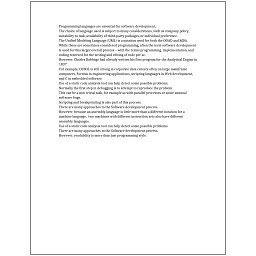 Programming languages are essential for software development.
The choice of language used is subject to many considerations, such as company policy,
suitability to task, availability of third-party packages, or individual preference.
The Unified Modeling Language (UML) is a notation used for both the OOAD and MDA.
While these are sometimes considered programming, often the term software development
is used for this larger overall process – with the terms programming, implementation, and
coding reserved for the writing and editing of code per se.
However, Charles Babbage had already written his first program for the Analytical Engine in
1837.
For example, COBOL is still strong in corporate data centers often on large mainframe
computers, Fortran in engineering applications, scripting languages in Web development,
and C in embedded software.
Use of a static code analysis tool can help detect some possible problems.
Normally the first step in debugging is to attempt to reproduce the problem.
This can be a non-trivial task, for example as with parallel processes or some unusual
software bugs.
Scripting and breakpointing is also part of this process.
There are many approaches to the Software development process.
However, because an assembly language is little more than a different notation for a
machine language, two machines with different instruction sets also have different
assembly languages.
Use of a static code analysis tool can help detect some possible problems.
There are many approaches to the Software development process.
However, readability is more than just programming style.